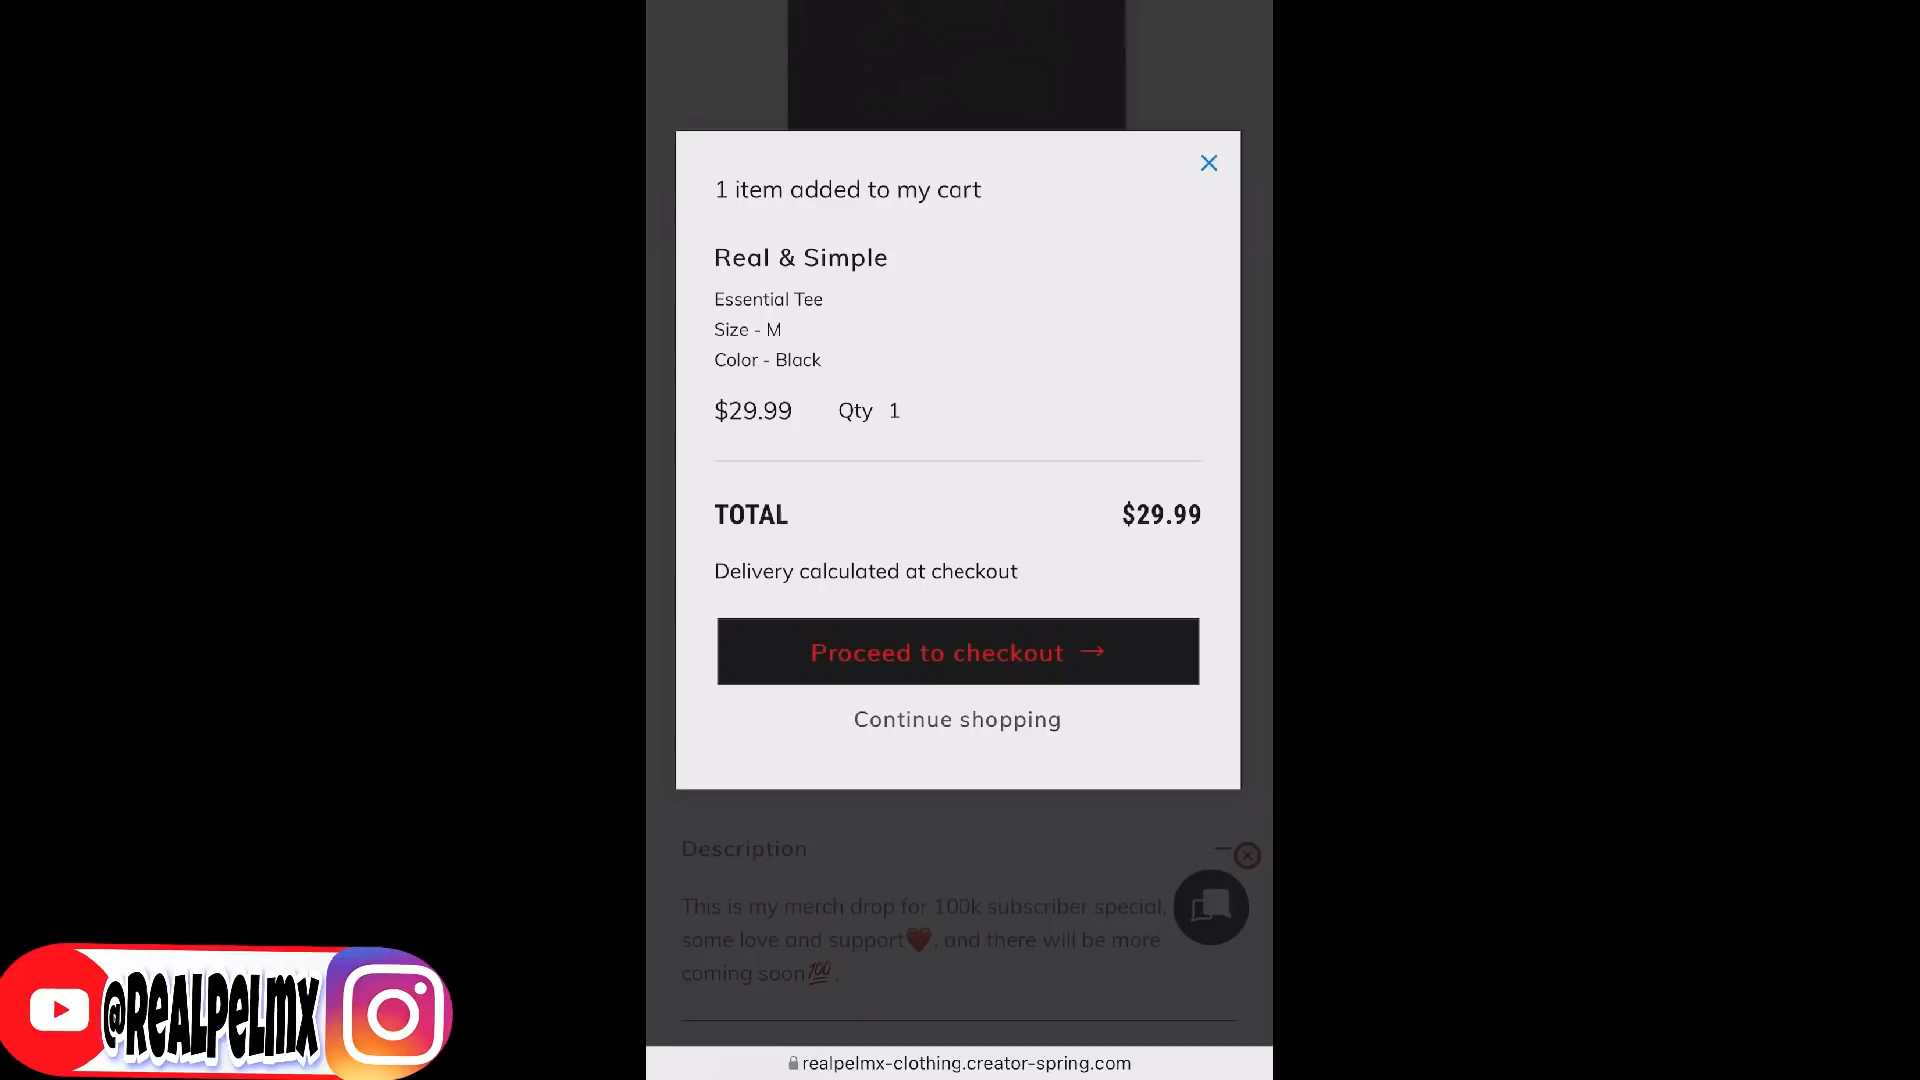 1 item added to my cart
Real & Simple
Essential Tee
Size - M
Color - Black
$29.99 Qty 1
TOTAL $29.99
Delivery calculated at checkout
Proceed to checkout →
Continue shopping
Description
This is my merch drop for 100k subscriber special,
some love and support❤️, and there will be more
coming soon💯.
@REALPELMX
realpelmx-clothing.creator-spring.com